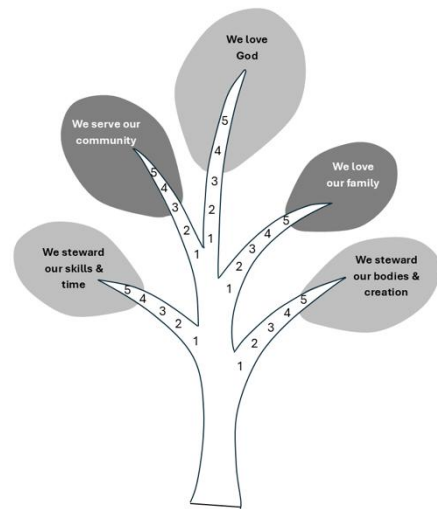 We love
God
5
4
3
2
1
We serve our
community
5
4
3
2
1
We love
our family
5
4
3
2
1
We steward
our skills &
time
5
4
3
2
1
We steward
our bodies &
creation
5
4
3
2
1